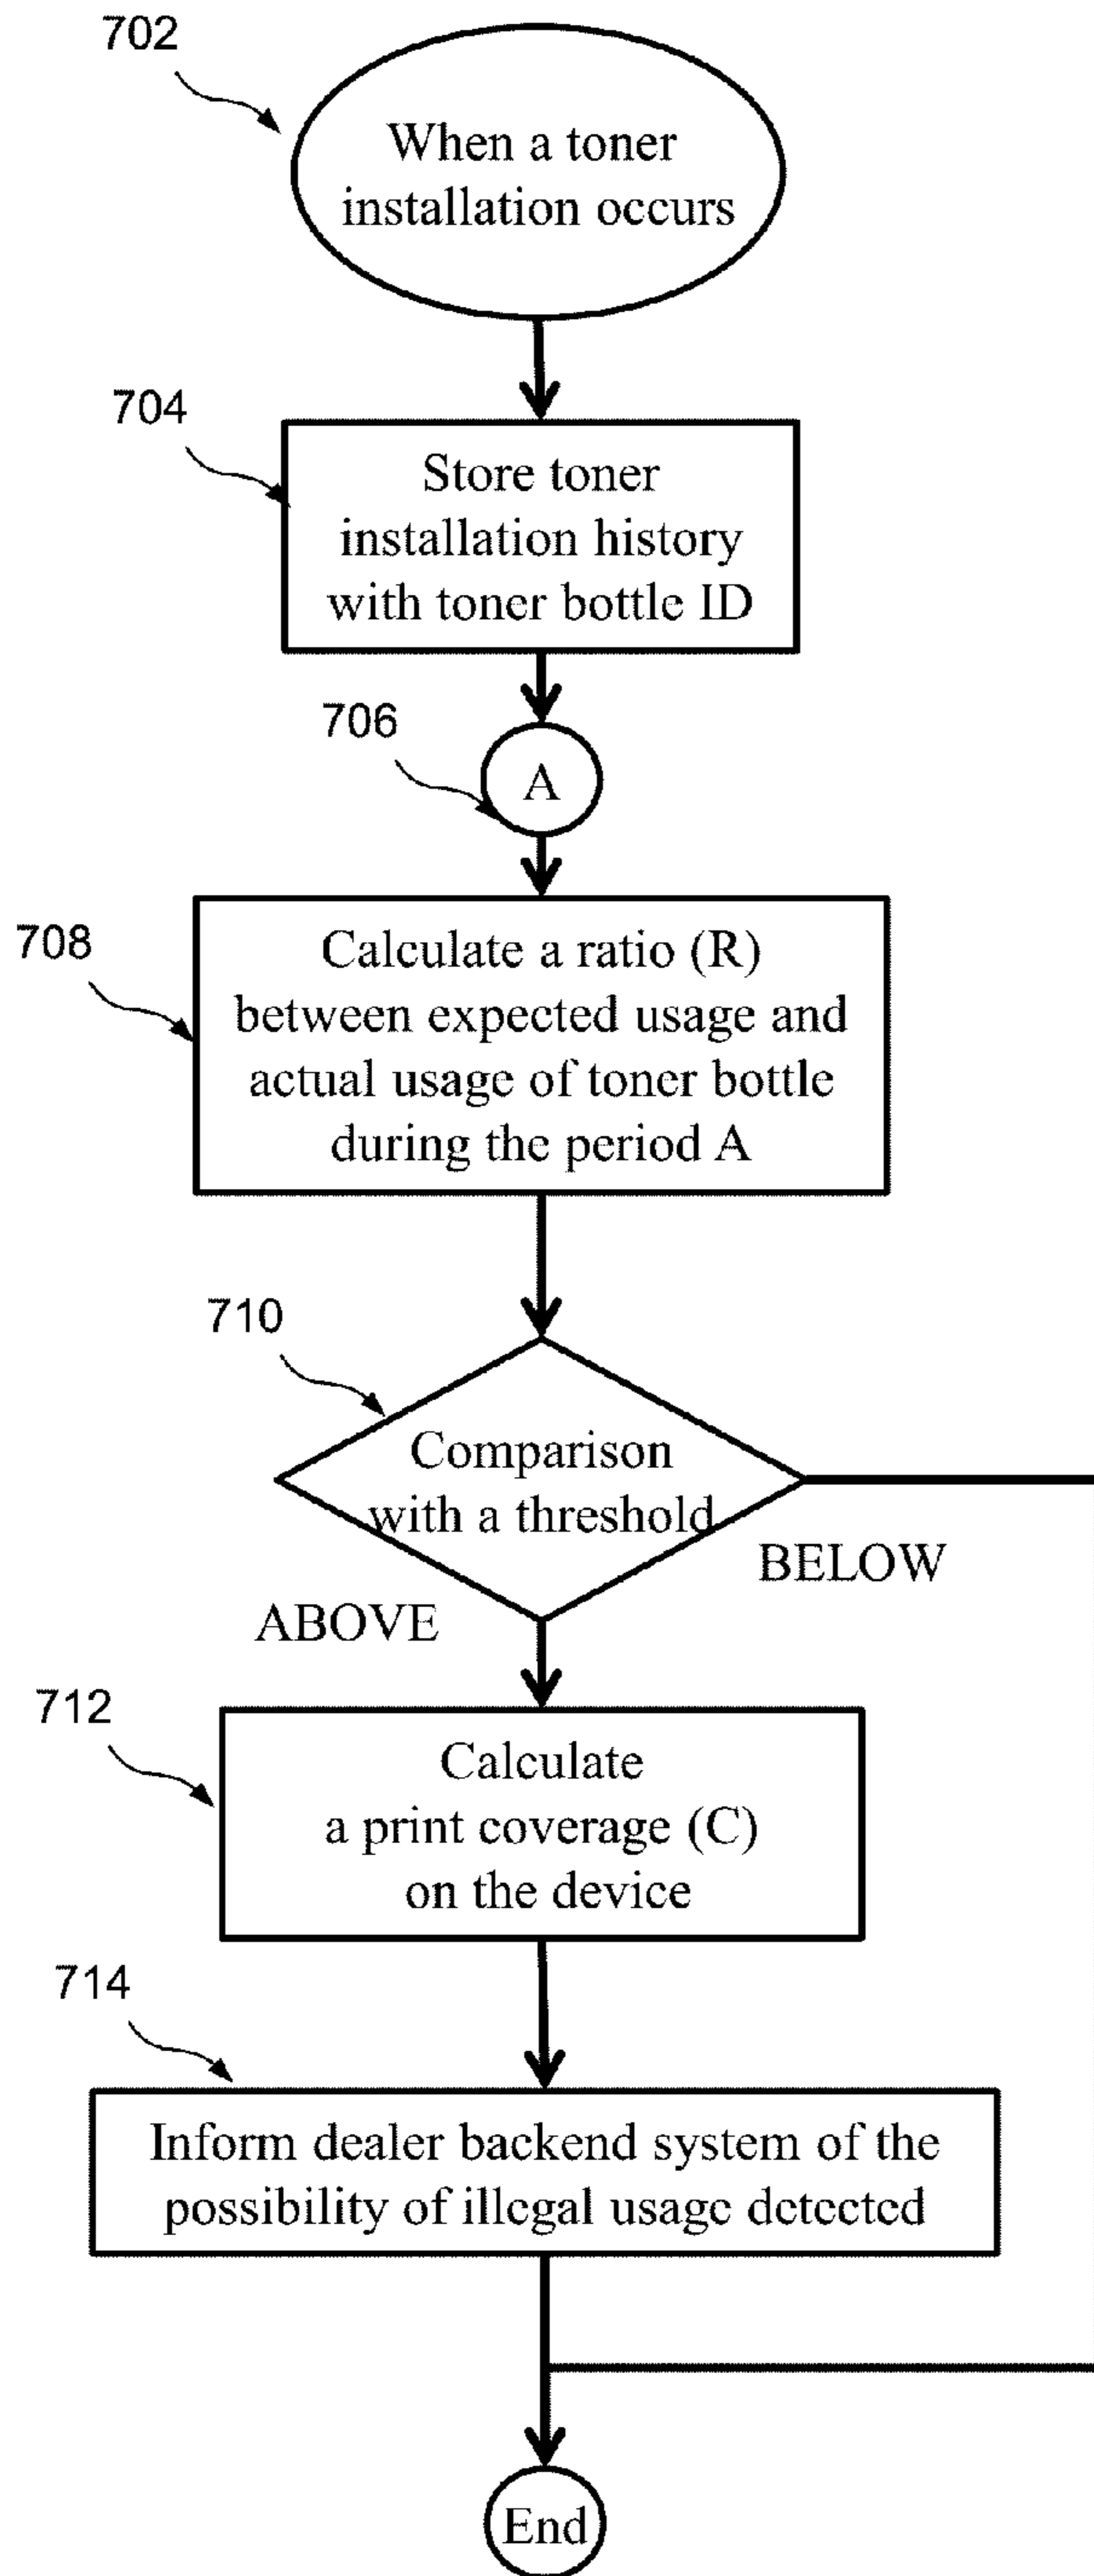 702
When a toner
installation occurs
704
Store toner
installation history
with toner bottle ID
706
A
708
Calculate a ratio (R)
between expected usage and
actual usage of toner bottle
during the period A
710
Comparison
with a threshold
BELOW
ABOVE
712
Calculate
a print coverage (C)
on the device
714
Inform dealer backend system of the
possibility of illegal usage detected
End